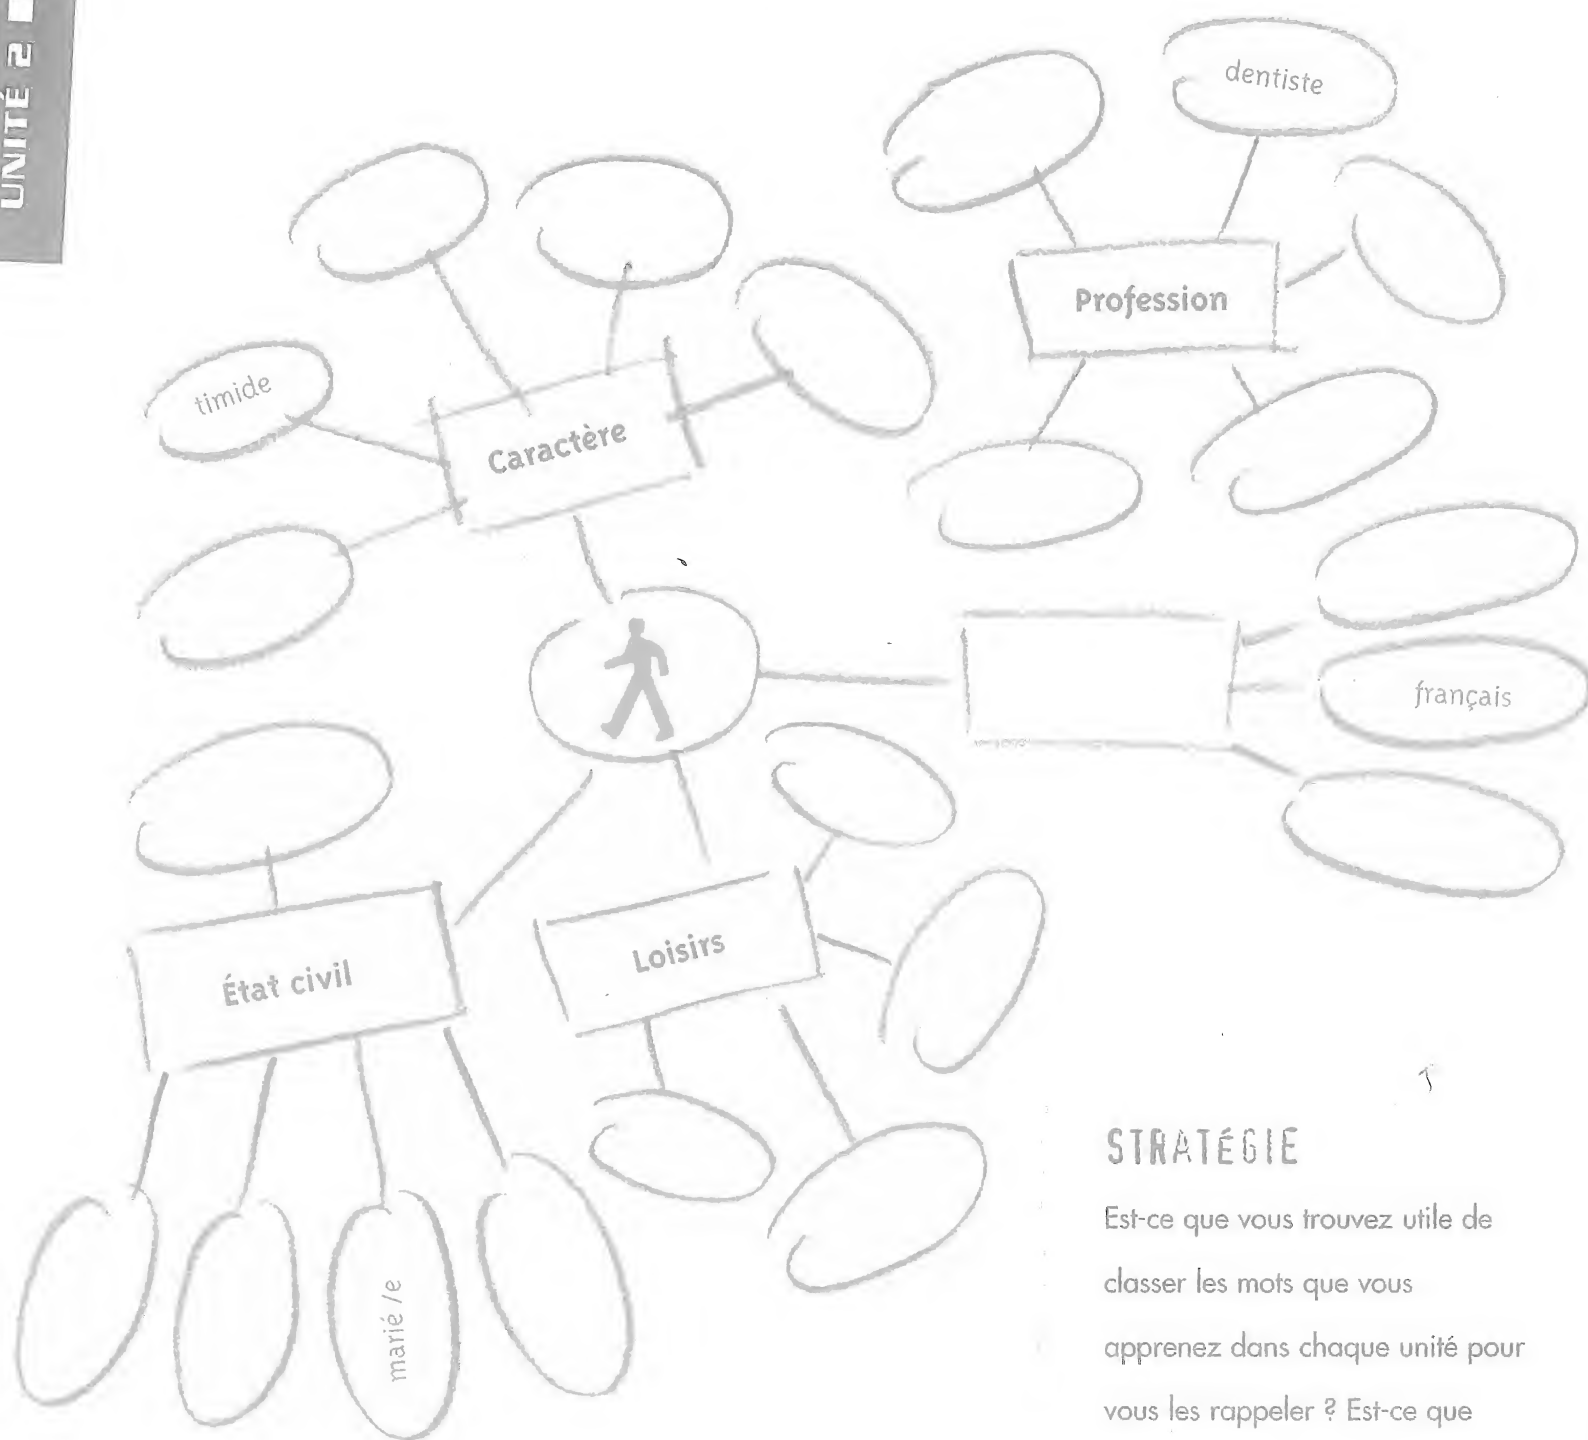 UNITÉ 2
dentiste
Profession
timide
Caractère
français
État civil
Loisirs
marié /e
STRATÉGIE
Est-ce que vous trouvez utile de
classer les mots que vous
apprenez dans chaque unité pour
vous les rappeler ? Est-ce que